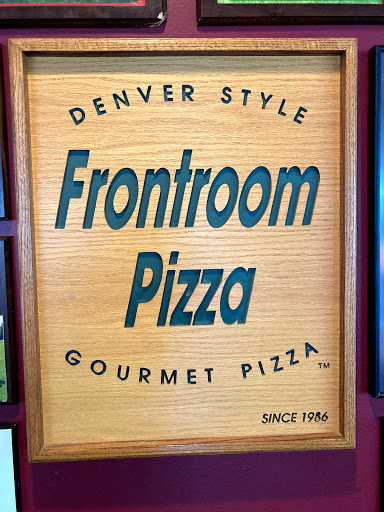 DENVER STYLE
Frontroom
Pizza
GOURMET PIZZA™
SINCE 1986